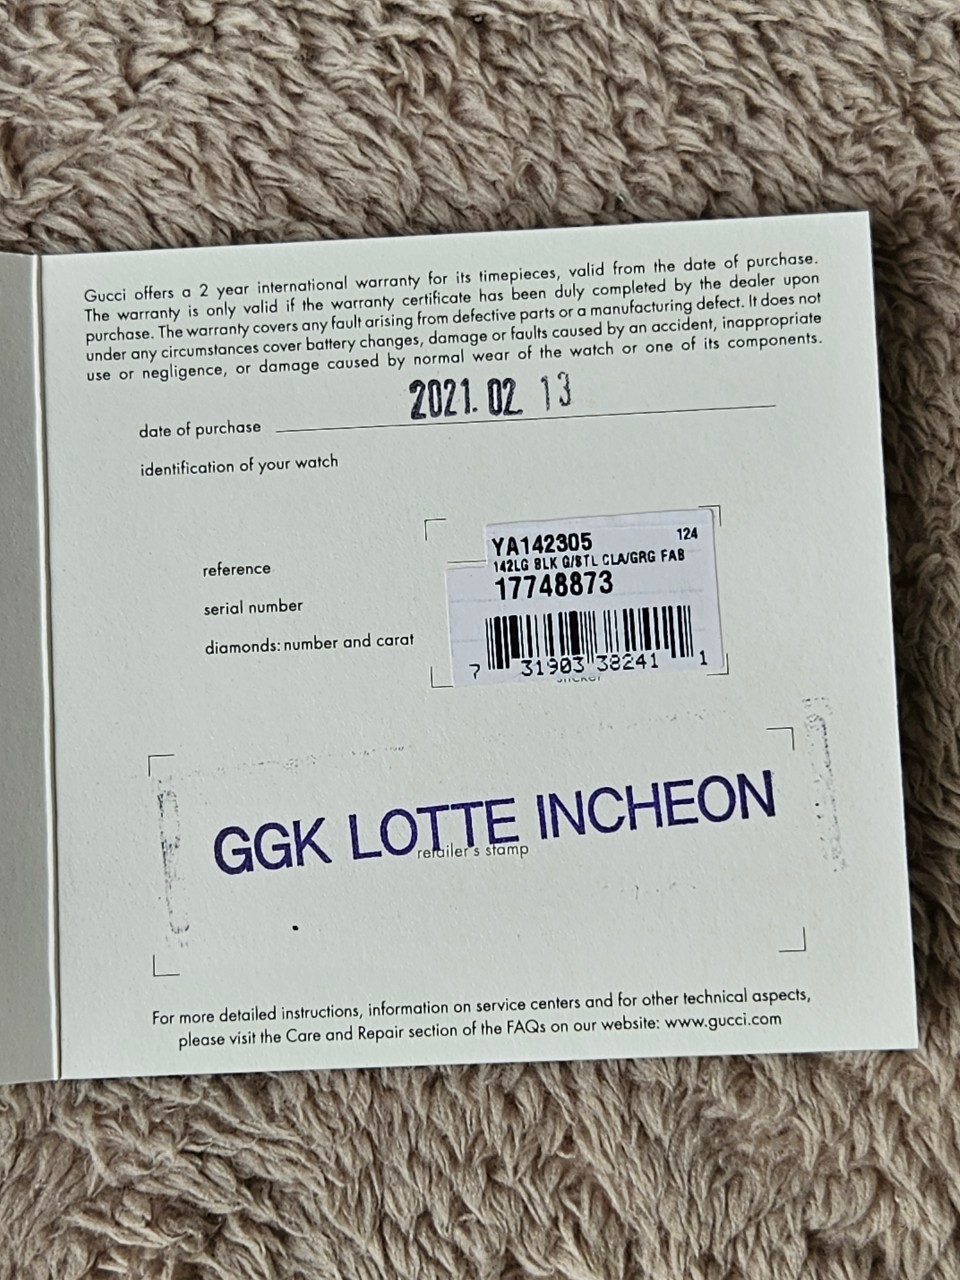 Gucci offers a 2 year international warranty for its timepieces, valid from the date of purchase.
The warranty is only valid if the warranty certificate has been duly completed by the dealer upon
purchase. The warranty covers any fault arising from defective parts or a manufacturing defect. It does not
under any circumstances cover battery changes, damage or faults caused by an accident, inappropriate
use or negligence, or damage caused by normal wear of the watch or one of its components.
date of purchase 2021. 02. 13
identification of your watch
YA142305 124
142LG BLK G/STL CLA/GRG FAB
reference
17748873
serial number
diamonds: number and carat
7 31903 38241 1
sticker
GGK LOTTE INCHEON
retailer's stamp
For more detailed instructions, information on service centers and for other technical aspects,
please visit the Care and Repair section of the FAQs on our website: www.gucci.com